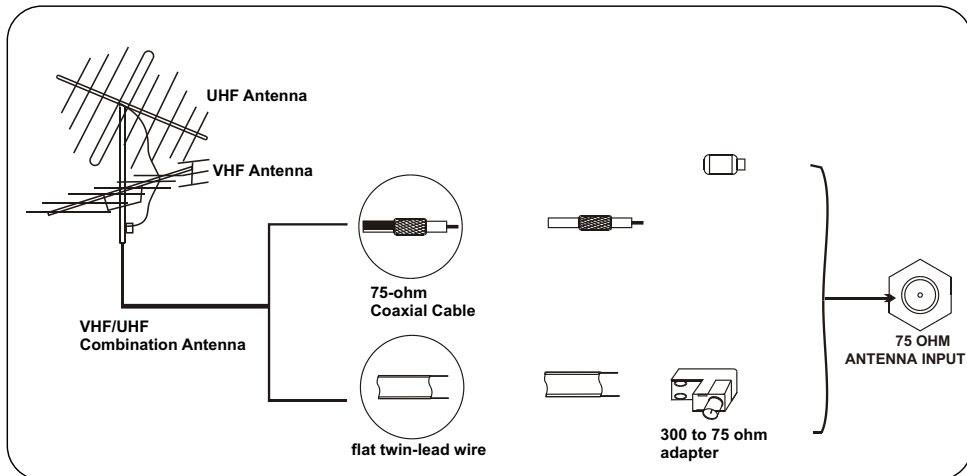 UHF Antenna
VHF Antenna
75-ohm
Coaxial Cable
VHF/UHF
Combination Antenna
75 OHM
ANTENNA INPUT
flat twin-lead wire
300 to 75 ohm
adapter